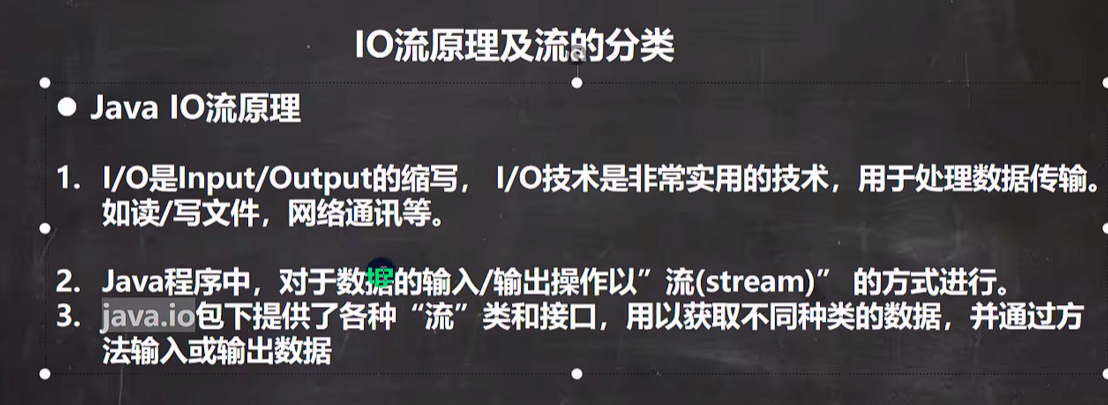 IO流原理及流的分类
● Java IO流原理
1. I/O是Input/Output的缩写， I/O技术是非常实用的技术，用于处理数据传输。
如读/写文件，网络通讯等。
2. Java程序中，对于数据的输入/输出操作以”流(stream)” 的方式进行。
3. java.io包下提供了各种“流”类和接口，用以获取不同种类的数据，并通过方
法输入或输出数据